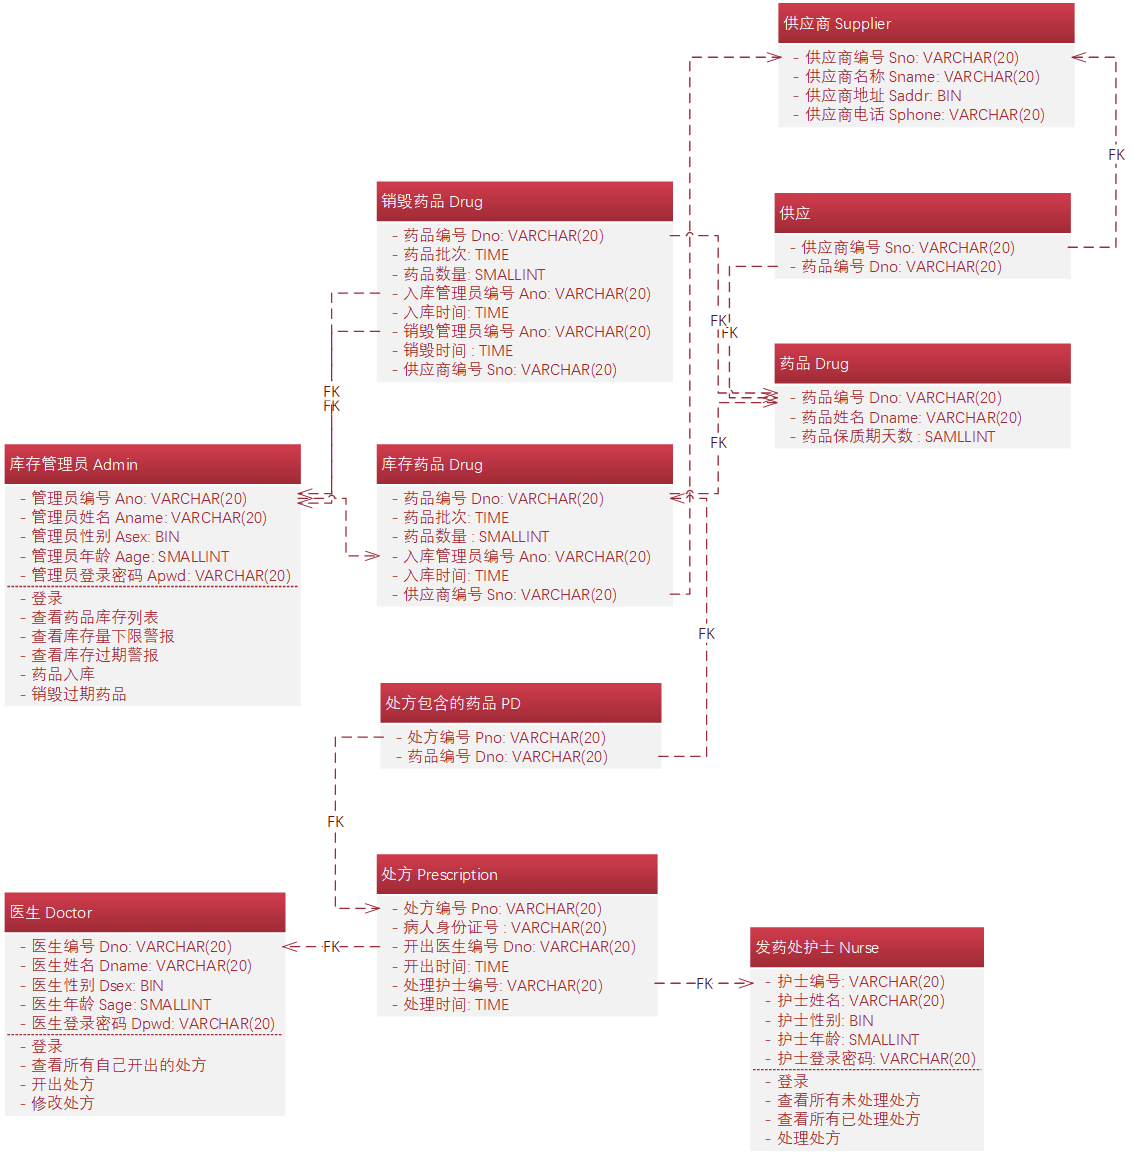 供应商 Supplier
- 供应商编号 Sno: VARCHAR(20)
- 供应商名称 Sname: VARCHAR(20)
- 供应商地址 Saddr: BIN
- 供应商电话 Sphone: VARCHAR(20)
FK
供应
- 供应商编号 Sno: VARCHAR(20)
- 药品编号 Dno: VARCHAR(20)
销毁药品 Drug
- 药品编号 Dno: VARCHAR(20)
- 药品批次: TIME
- 药品数量: SMALLINT
- 入库管理员编号 Ano: VARCHAR(20)
- 入库时间: TIME
- 销毁管理员编号 Ano: VARCHAR(20)
- 销毁时间 : TIME
- 供应商编号 Sno: VARCHAR(20)
FK
FK
药品 Drug
- 药品编号 Dno: VARCHAR(20)
- 药品姓名 Dname: VARCHAR(20)
- 药品保质期天数 : SAMLLINT
FK
FK
FK
库存管理员 Admin
- 管理员编号 Ano: VARCHAR(20)
- 管理员姓名 Aname: VARCHAR(20)
- 管理员性别 Asex: BIN
- 管理员年龄 Aage: SMALLINT
- 管理员登录密码 Apwd: VARCHAR(20)
- 登录
- 查看药品库存列表
- 查看库存量下限警报
- 查看库存过期警报
- 药品入库
- 销毁过期药品
库存药品 Drug
- 药品编号 Dno: VARCHAR(20)
- 药品批次: TIME
- 药品数量 : SMALLINT
- 入库管理员编号 Ano: VARCHAR(20)
- 入库时间: TIME
- 供应商编号 Sno: VARCHAR(20)
FK
处方包含的药品 PD
- 处方编号 Pno: VARCHAR(20)
- 药品编号 Dno: VARCHAR(20)
FK
处方 Prescription
- 处方编号 Pno: VARCHAR(20)
- 病人身份证号 : VARCHAR(20)
- 开出医生编号 Dno: VARCHAR(20)
- 开出时间: TIME
- 处理护士编号: VARCHAR(20)
- 处理时间: TIME
医生 Doctor
- 医生编号 Dno: VARCHAR(20)
- 医生姓名 Dname: VARCHAR(20)
- 医生性别 Dsex: BIN
- 医生年龄 Sage: SMALLINT
- 医生登录密码 Dpwd: VARCHAR(20)
- 登录
- 查看所有自己开出的处方
- 开出处方
- 修改处方
FK
FK
发药处护士 Nurse
- 护士编号: VARCHAR(20)
- 护士姓名: VARCHAR(20)
- 护士性别: BIN
- 护士年龄: SMALLINT
- 护士登录密码: VARCHAR(20)
- 登录
- 查看所有未处理处方
- 查看所有已处理处方
- 处理处方